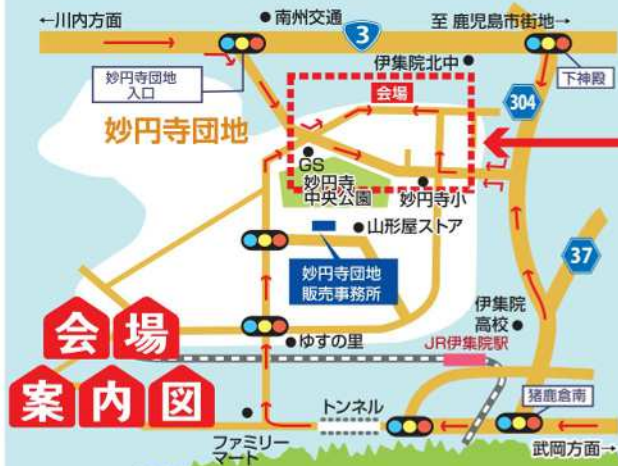 ←川内方面
南州交通
3
至 鹿児島市街地→
妙円寺団地
入口
伊集院北中
下神殿
会場
304
妙円寺団地
GS
妙円寺
中央公園
妙円寺小
山形屋ストア
37
妙円寺団地
販売事務所
伊集院
高校
会場
ゆすの里
JR伊集院駅
案内図
トンネル
猪鹿倉南
ファミリー
マート
武岡方面→